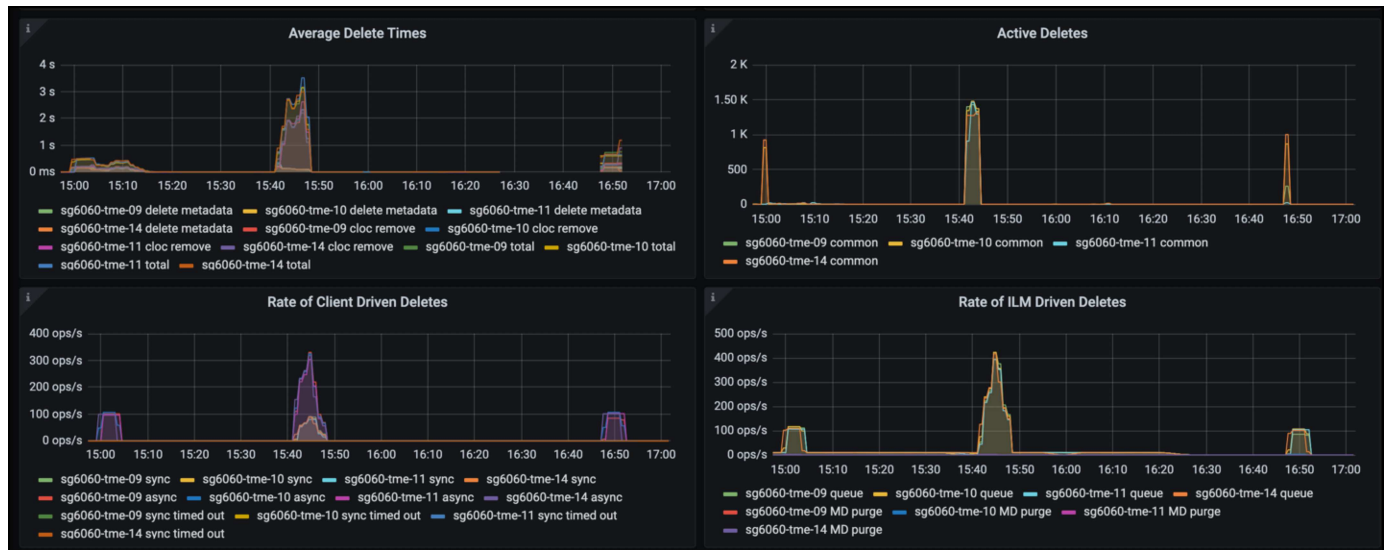 Average Delete Times
4 s
3 s
2 s
1 s
0 ms
15:00 15:10 15:20 15:30 15:40 15:50 16:00 16:10 16:20 16:30 16:40 16:50 17:00
sg6060-tme-09 delete metadata sg6060-tme-10 delete metadata sg6060-tme-11 delete metadata
sg6060-tme-14 delete metadata sg6060-tme-09 cloc remove sg6060-tme-10 cloc remove
sg6060-tme-11 cloc remove sg6060-tme-14 cloc remove sg6060-tme-09 total sg6060-tme-10 total
sg6060-tme-11 total sg6060-tme-14 total
Active Deletes
2 K
1.50 K
1 K
500
0
15:00 15:10 15:20 15:30 15:40 15:50 16:00 16:10 16:20 16:30 16:40 16:50 17:00
sg6060-tme-09 common sg6060-tme-10 common sg6060-tme-11 common
sg6060-tme-14 common
Rate of Client Driven Deletes
400 ops/s
300 ops/s
200 ops/s
100 ops/s
0 ops/s
15:00 15:10 15:20 15:30 15:40 15:50 16:00 16:10 16:20 16:30 16:40 16:50 17:00
sg6060-tme-09 sync sg6060-tme-10 sync sg6060-tme-11 sync sg6060-tme-14 sync
sg6060-tme-09 async sg6060-tme-10 async sg6060-tme-11 async sg6060-tme-14 async
sg6060-tme-09 sync timed out sg6060-tme-10 sync timed out sg6060-tme-11 sync timed out
sg6060-tme-14 sync timed out
Rate of ILM Driven Deletes
500 ops/s
400 ops/s
300 ops/s
200 ops/s
100 ops/s
0 ops/s
15:00 15:10 15:20 15:30 15:40 15:50 16:00 16:10 16:20 16:30 16:40 16:50 17:00
sg6060-tme-09 queue sg6060-tme-10 queue sg6060-tme-11 queue sg6060-tme-14 queue
sg6060-tme-09 MD purge sg6060-tme-10 MD purge sg6060-tme-11 MD purge
sg6060-tme-14 MD purge